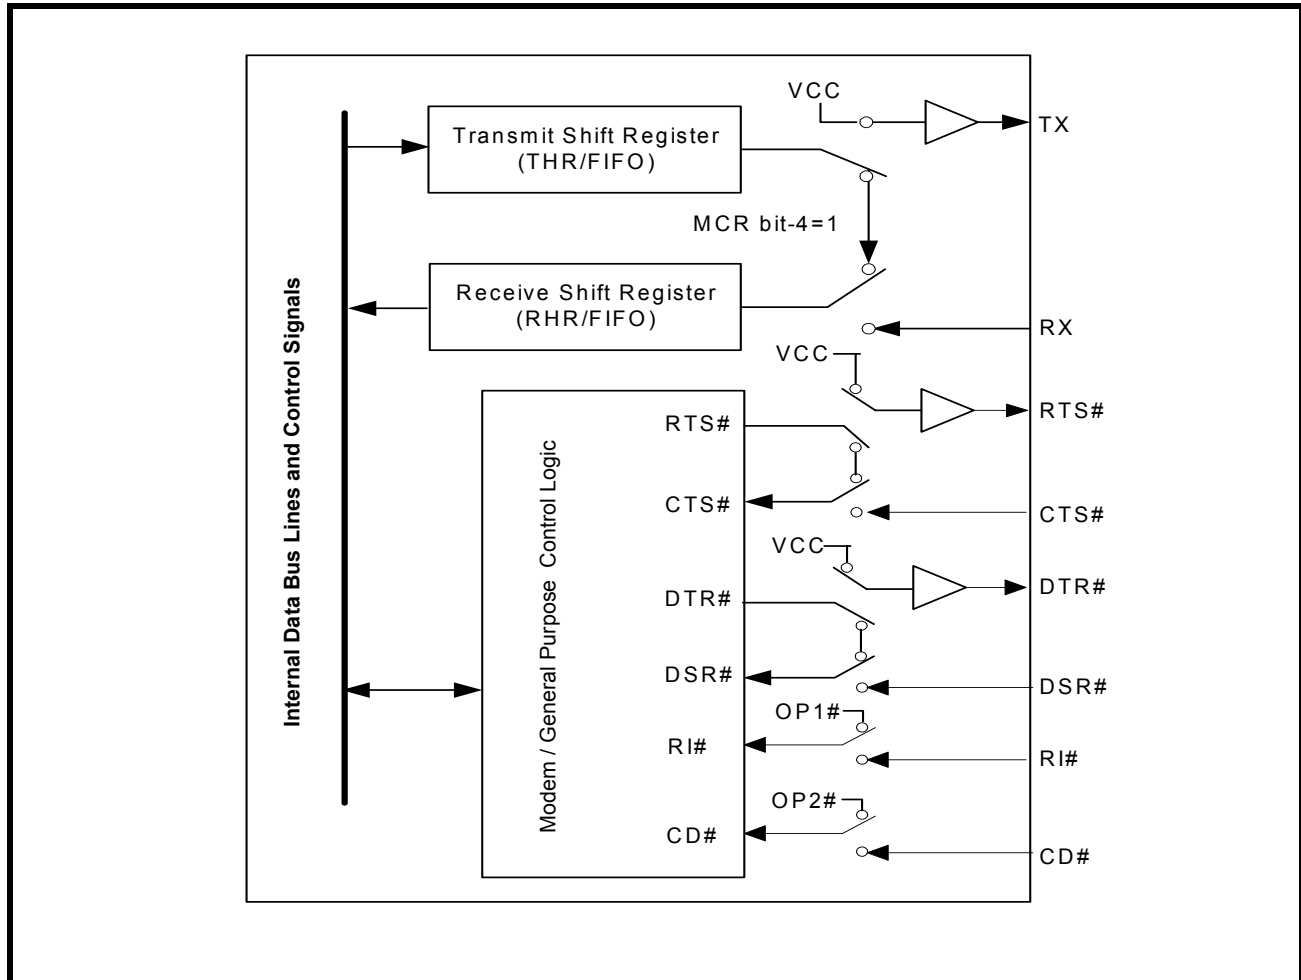 VCC
TX
Transmit Shift Register
(THR/FIFO)
MCR bit-4=1
Receive Shift Register
(RHR/FIFO)
RX
VCC
RTS#
RTS#
CTS#
CTS#
VCC
DTR#
DTR#
DSR#
DSR#
OP1#
RI#
RI#
OP2#
CD#
CD#
Internal Data Bus Lines and Control Signals
Modem / General Purpose Control Logic